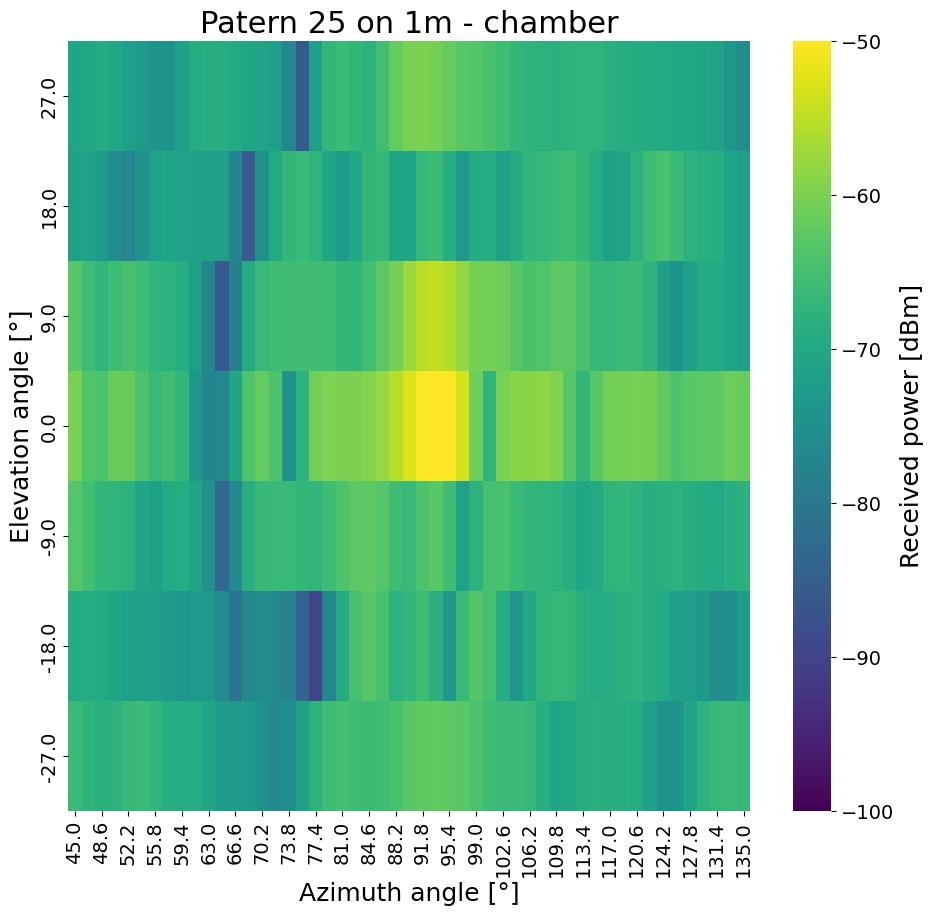 Patern 25 on 1m - chamber
Elevation angle [°]
27.0
18.0
9.0
0.0
-9.0
-18.0
-27.0
45.0 48.6 52.2 55.8 59.4 63.0 66.6 70.2 73.8 77.4 81.0 84.6 88.2 91.8 95.4 99.0 102.6 106.2 109.8 113.4 117.0 120.6 124.2 127.8 131.4 135.0
Azimuth angle [°]
−50
−60
−70
−80
−90
−100
Received power [dBm]